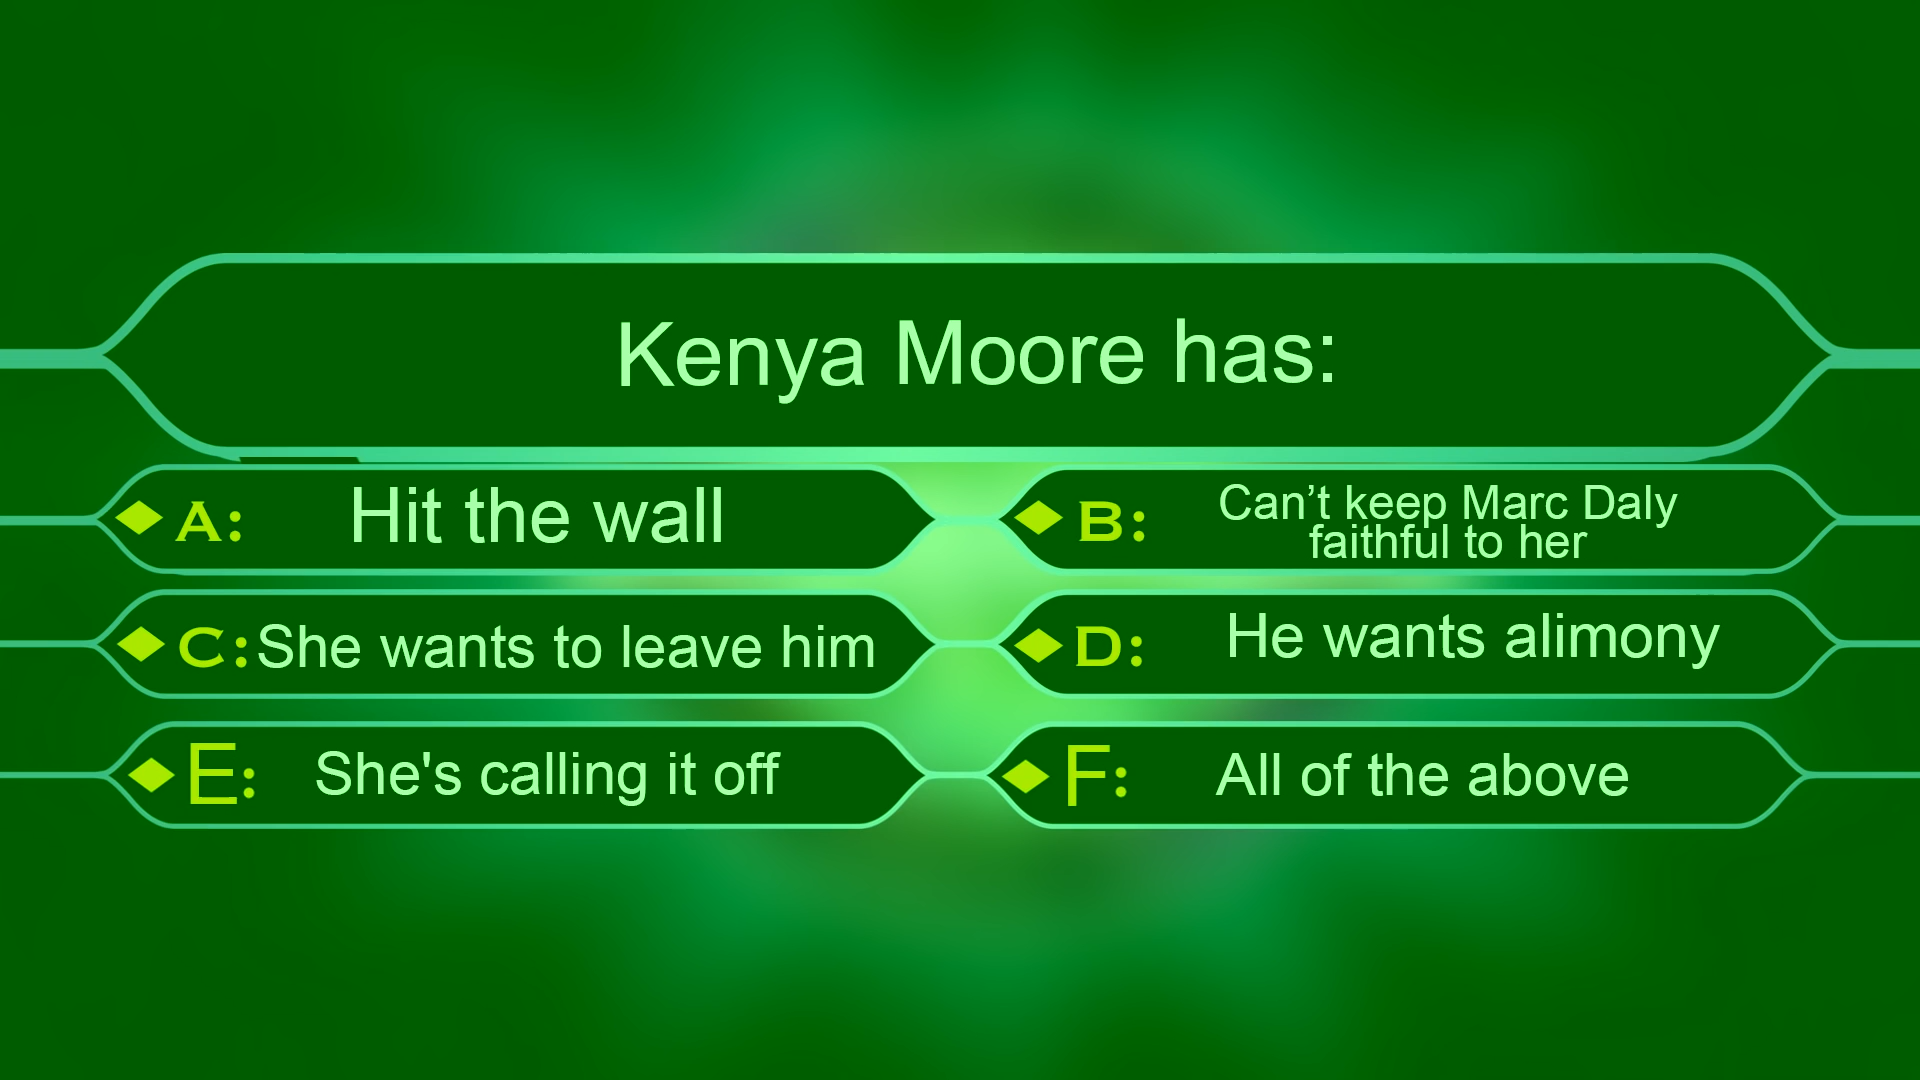 Kenya Moore has:
A: Hit the wall
B: Can’t keep Marc Daly
faithful to her
C: She wants to leave him
D: He wants alimony
E: She's calling it off
F: All of the above